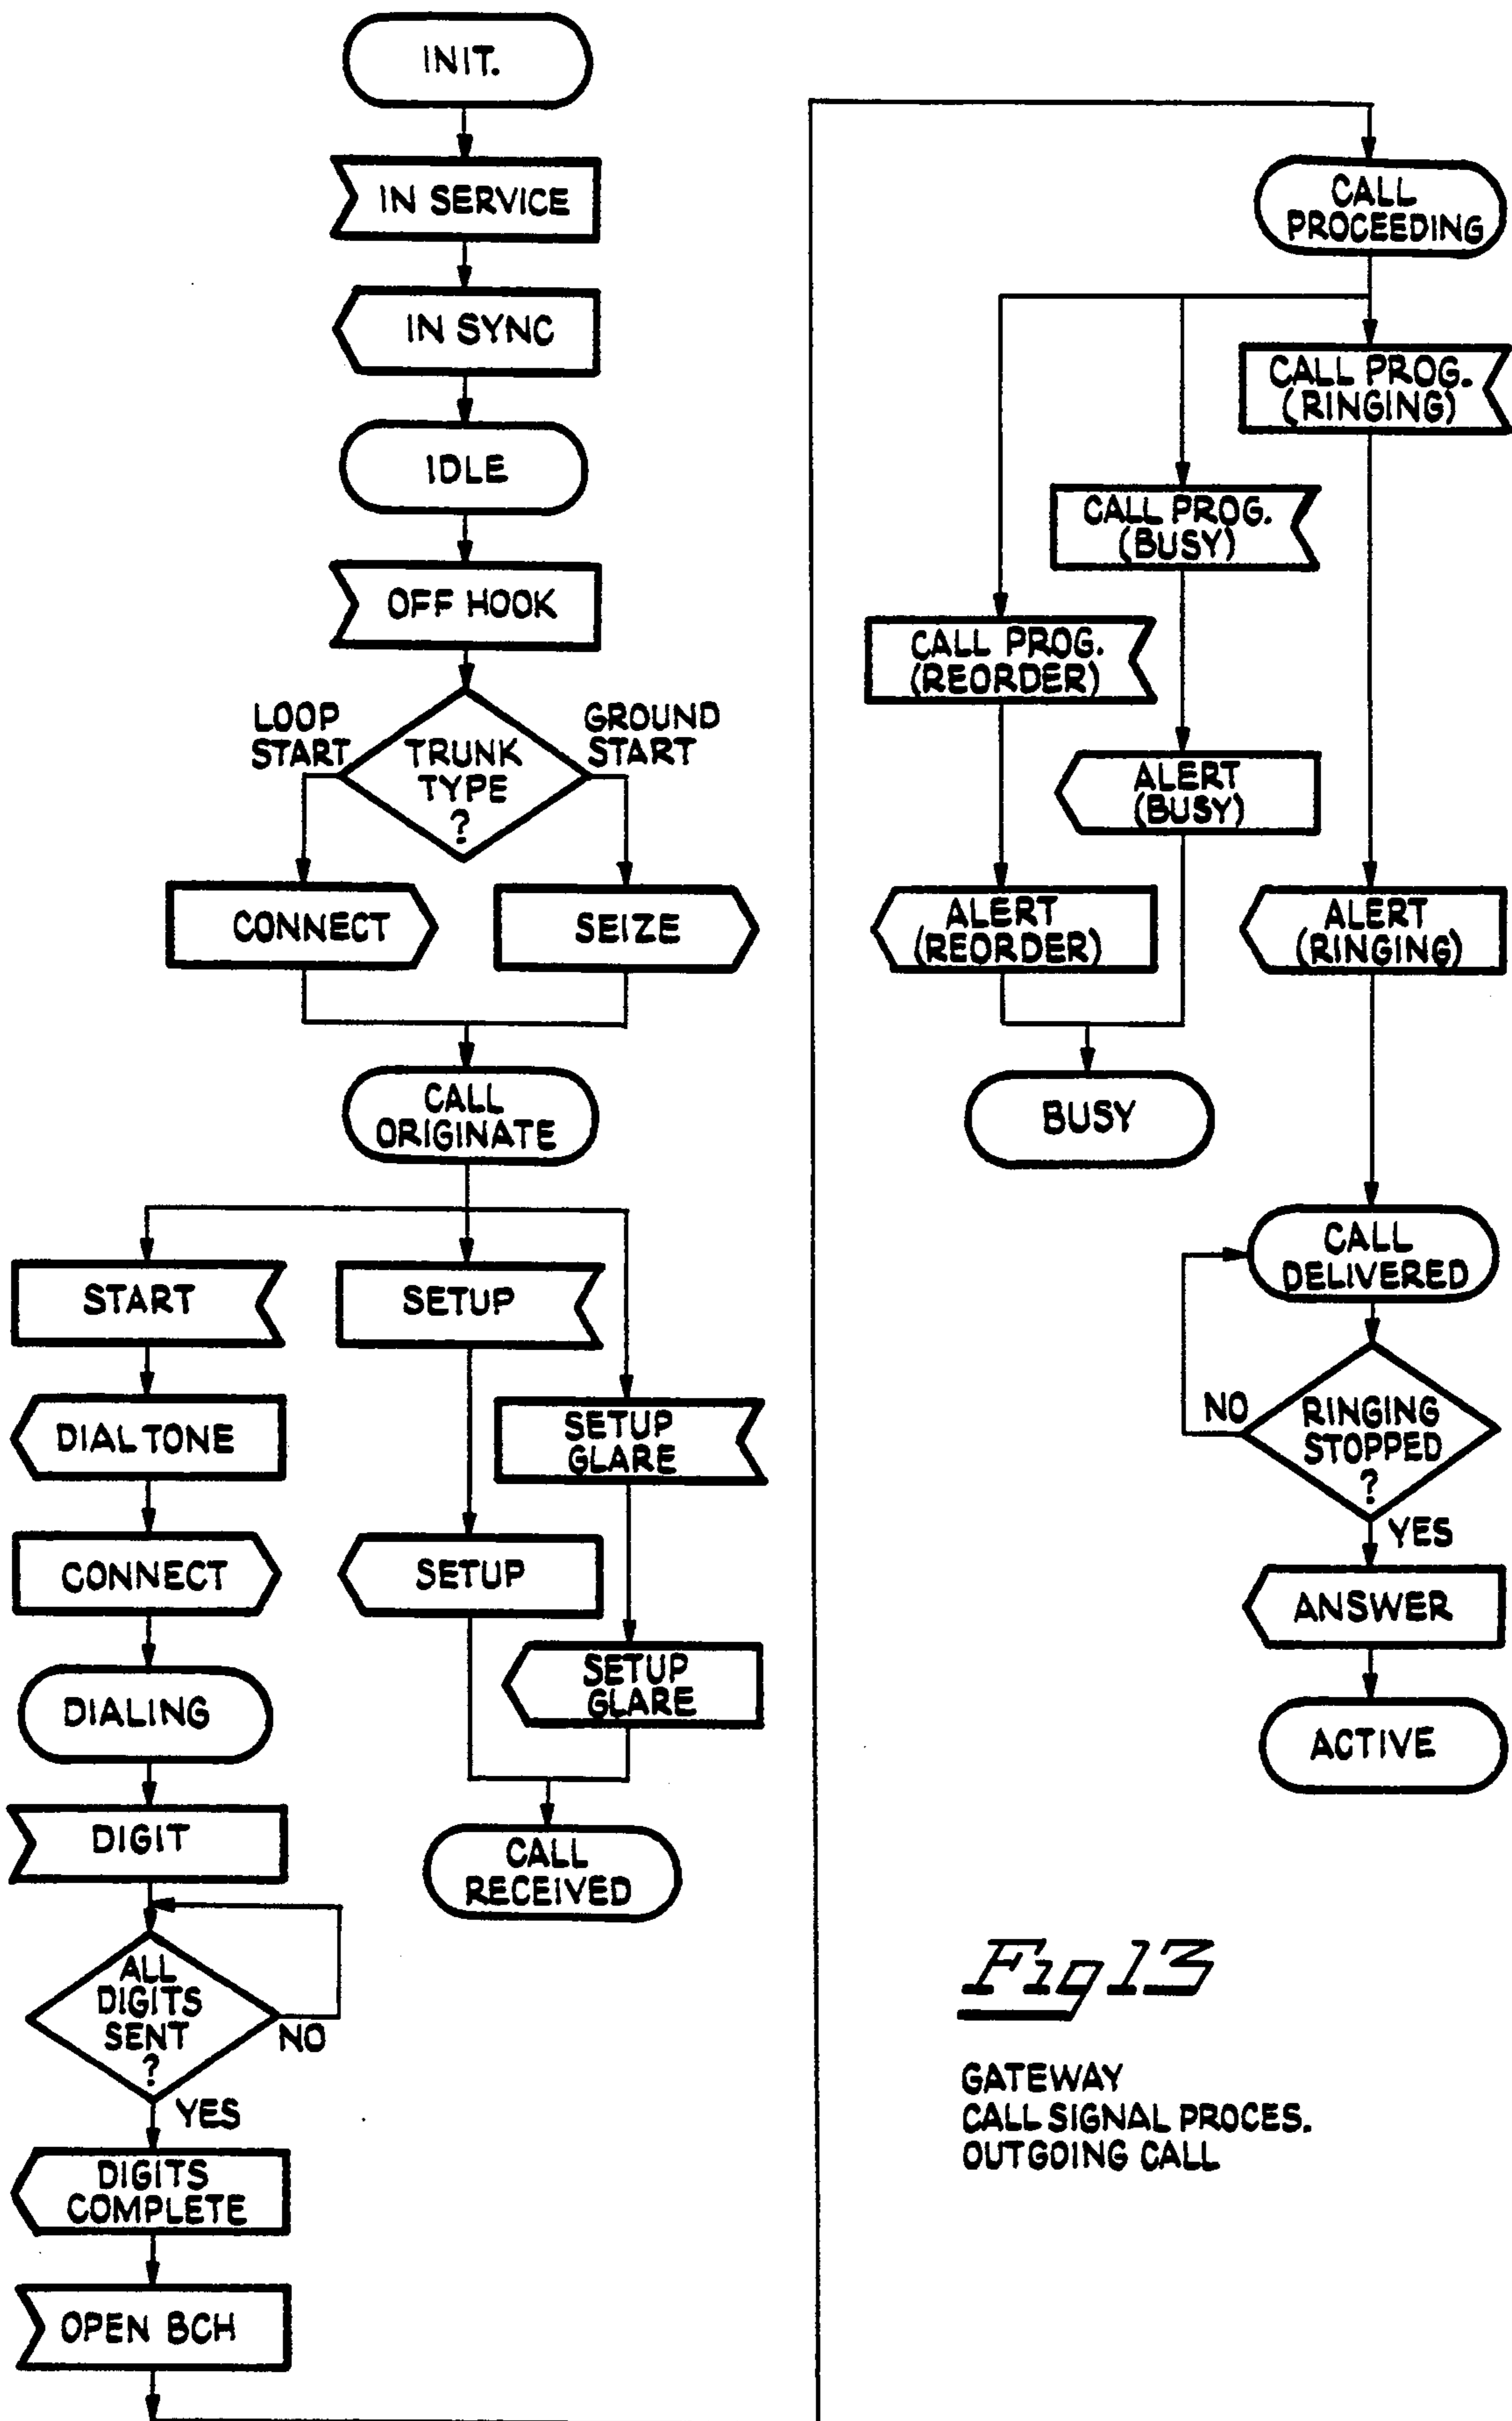 INIT.
IN SERVICE
IN SYNC
IDLE
OFF HOOK
LOOP
START
GROUND
START
TRUNK
TYPE
?
CONNECT
SEIZE
CALL
ORIGINATE
START
SETUP
DIAL TONE
SETUP
GLARE
CONNECT
SETUP
SETUP
GLARE
DIALING
DIGIT
CALL
RECEIVED
ALL
DIGITS
SENT
?
NO
YES
DIGITS
COMPLETE
OPEN BCH
CALL
PROCEEDING
CALL PROG.
(RINGING)
CALL PROG.
(BUSY)
CALL PROG.
(REORDER)
ALERT
(BUSY)
ALERT
(REORDER)
ALERT
(RINGING)
BUSY
CALL
DELIVERED
NO
RINGING
STOPPED
?
YES
ANSWER
ACTIVE
Fig 13
GATEWAY
CALL SIGNAL PROCES.
OUTGOING CALL